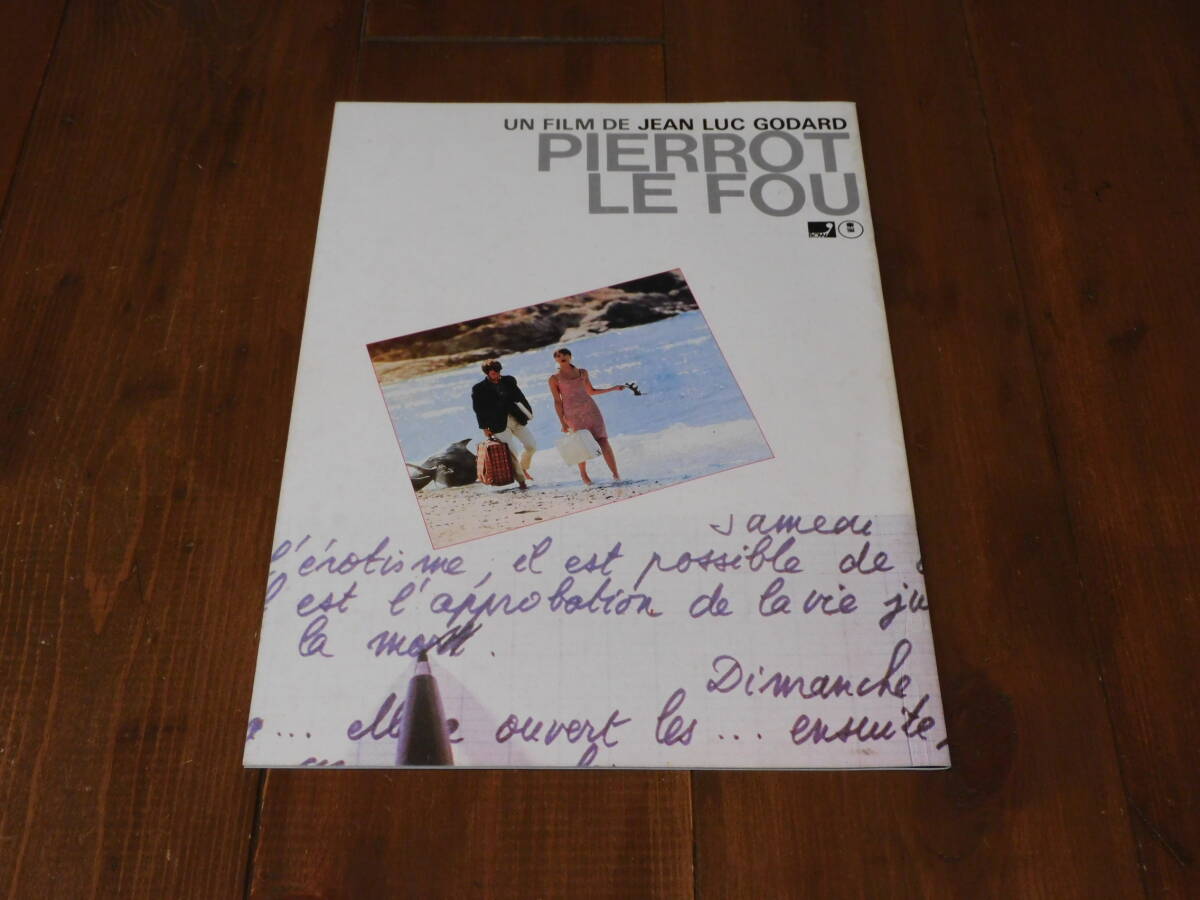 UN FILM DE JEAN LUC GODARD
PIERROT
LE FOU
samedi
l'érotisme, il est possible de
l est l'approbation de la vie ju
la mort.
Dimanche
... elle ouvert les ... ensuite,